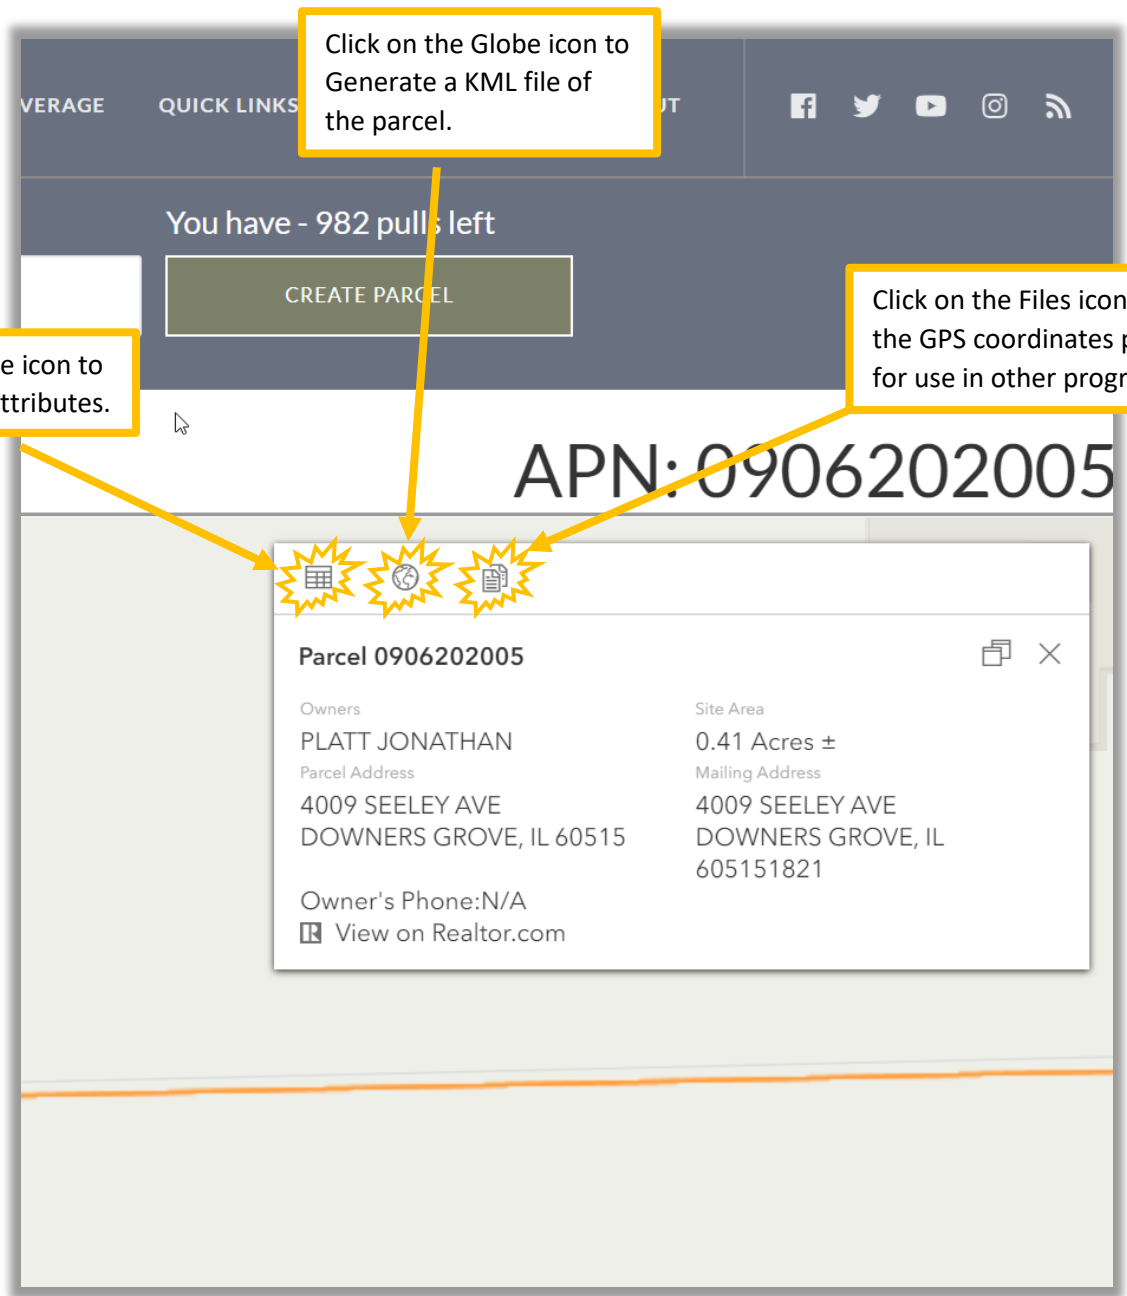 Click on the Globe icon to
Generate a KML file of
the parcel.
VERAGE
QUICK LINKS
UT
You have - 982 pulls left
CREATE PARCEL
Click on the Files icon
the GPS coordinates p
for use in other progr
e icon to
ttributes.
APN: 0906202005
Parcel 0906202005
Owners
PLATT JONATHAN
Site Area
0.41 Acres ±
Parcel Address
4009 SEELEY AVE
DOWNERS GROVE, IL 60515
Mailing Address
4009 SEELEY AVE
DOWNERS GROVE, IL
605151821
Owner's Phone:N/A
View on Realtor.com